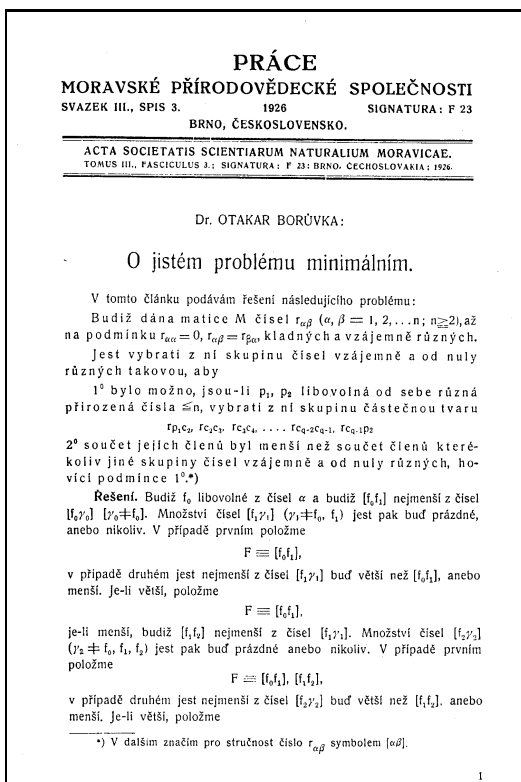 PRÁCE
MORAVSKÉ PŘÍRODOVĚDECKÉ SPOLEČNOSTI
SVAZEK III., SPIS 3. 1926 SIGNATURA: F 23
BRNO, ČESKOSLOVENSKO.
ACTA SOCIETATIS SCIENTIARUM NATURALIUM MORAVICAE.
TOMUS III., FASCICULUS 3.; SIGNATURA: F 23: BRNO, ČECHOSLOVAKIA; 1926.
Dr. OTAKAR BORŮVKA:
O jistém problému minimálním.
V tomto článku podávám řešení následujícího problému:
Budiž dána matice M čísel r_αβ (α, β = 1, 2, ... n; n ≧ 2), až
na podmínku r_αα = 0, r_αβ = r_βα, kladných a vzájemně různých.
Jest vybrati z ní skupinu čísel vzájemně a od nuly
různých takovou, aby
1⁰ bylo možno, jsou-li p₁, p₂ libovolná od sebe různá
přirozená čísla ≦ n, vybrati z ní skupinu částečnou tvaru
r_p₁c₂, r_c₂c₃, r_c₃c₄, .... r_c_q-2c_q-1, r_c_q-1p₂
2⁰ součet jejích členů byl menší než součet členů které-
koliv jiné skupiny čísel vzájemně a od nuly různých, ho-
vící podmínce 1⁰.*)
Řešení. Budiž f₀ libovolné z čísel α a budiž [f₀f₁] nejmenší z čísel
[f₀γ₀] [γ₀ ≠ f₀]. Množství čísel [f₁γ₁] (γ₁ ≠ f₀, f₁) jest pak buď prázdné,
anebo nikoliv. V případě prvním položme
F ≡ [f₀f₁],
v případě druhém jest nejmenší z čísel [f₁γ₁] buď větší než [f₀f₁], anebo
menší. Je-li větší, položme
F ≡ [f₀f₁],
je-li menší, budiž [f₁f₂] nejmenší z čísel [f₁γ₁]. Množství čísel [f₂γ₂]
(γ₂ ≠ f₀, f₁, f₂) jest pak buď prázdné anebo nikoliv. V případě prvním
položme
F ≡ [f₀f₁], [f₁f₂],
v případě druhém jest nejmenší z čísel [f₂γ₂] buď větší než [f₁f₂], anebo
menší. Je-li větší, položme
*) V dalším značím pro stručnost číslo r_αβ symbolem [αβ].
1